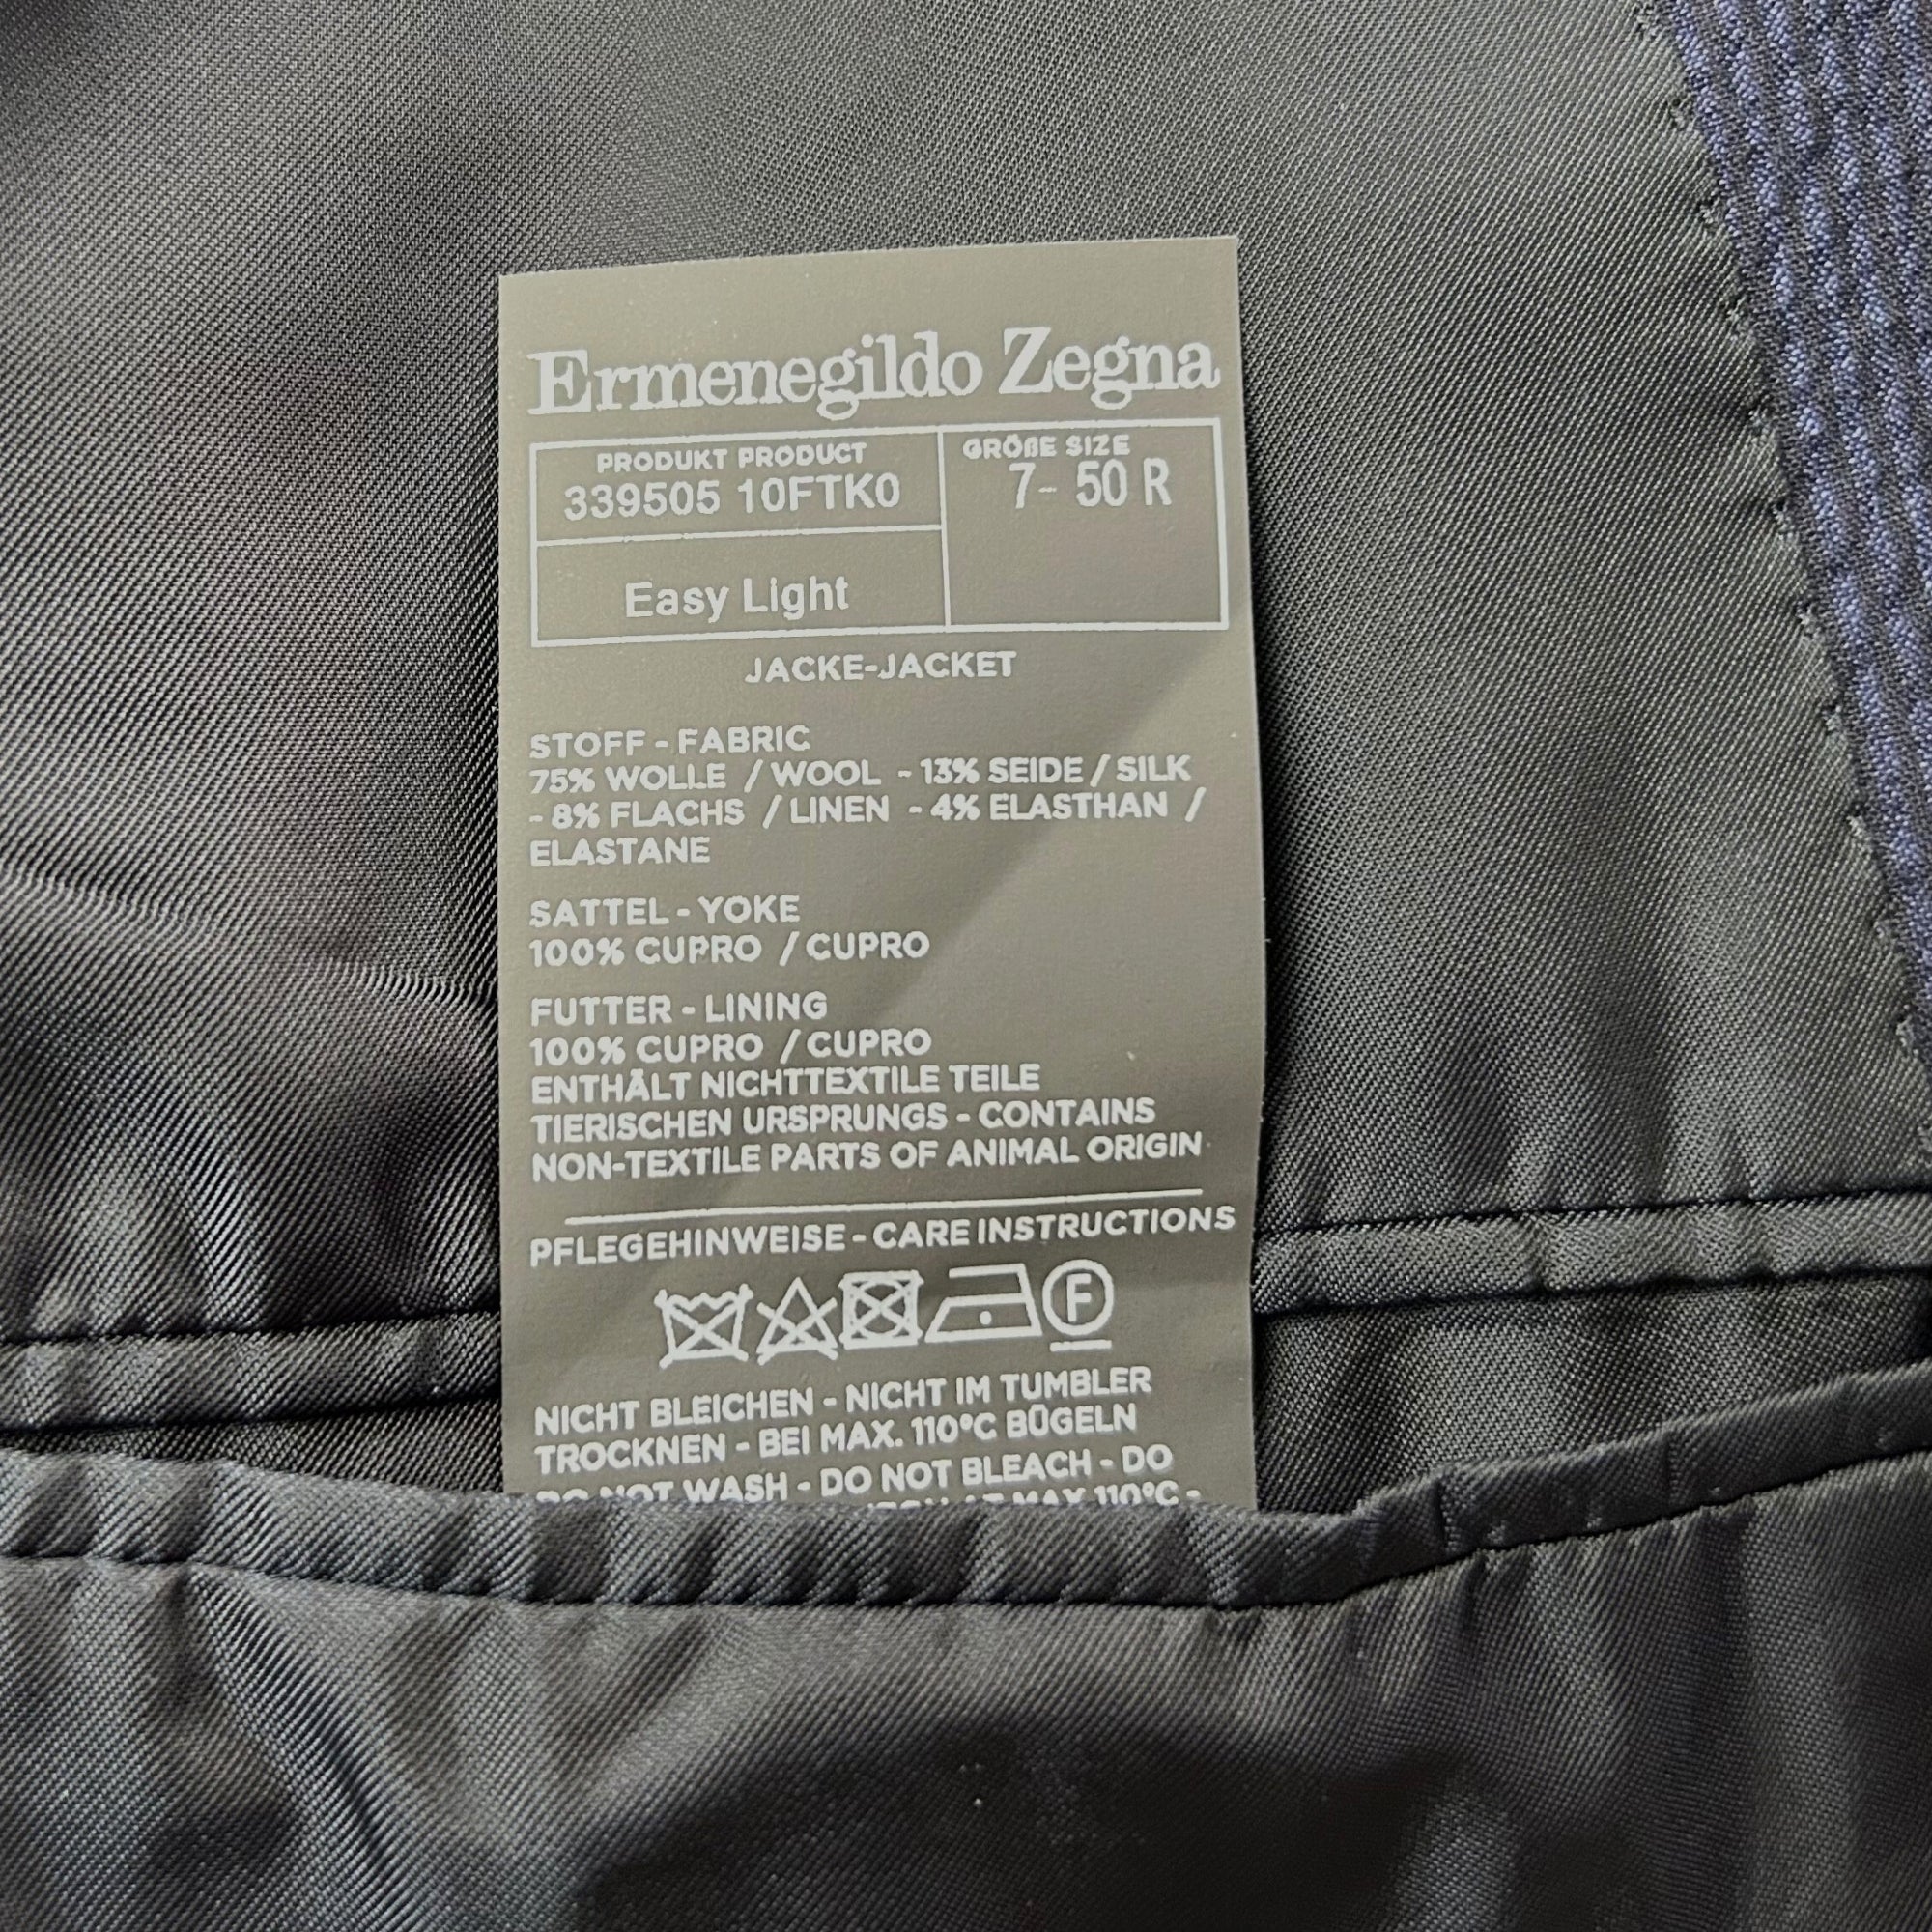 Ermenegildo Zegna
PRODUKT PRODUCT
339505 10FTK0
GRÖßE SIZE
7- 50 R
Easy Light
JACKE-JACKET
STOFF - FABRIC
75% WOLLE / WOOL - 13% SEIDE / SILK
- 8% FLACHS / LINEN - 4% ELASTHAN /
ELASTANE
SATTEL - YOKE
100% CUPRO / CUPRO
FUTTER - LINING
100% CUPRO / CUPRO
ENTHÄLT NICHTTEXTILE TEILE
TIERISCHEN URSPRUNGS - CONTAINS
NON-TEXTILE PARTS OF ANIMAL ORIGIN
PFLEGEHINWEISE - CARE INSTRUCTIONS
F
NICHT BLEICHEN - NICHT IM TUMBLER
TROCKNEN - BEI MAX. 110°C BÜGELN
DO NOT WASH - DO NOT BLEACH - DO
AT MAX 110°C -